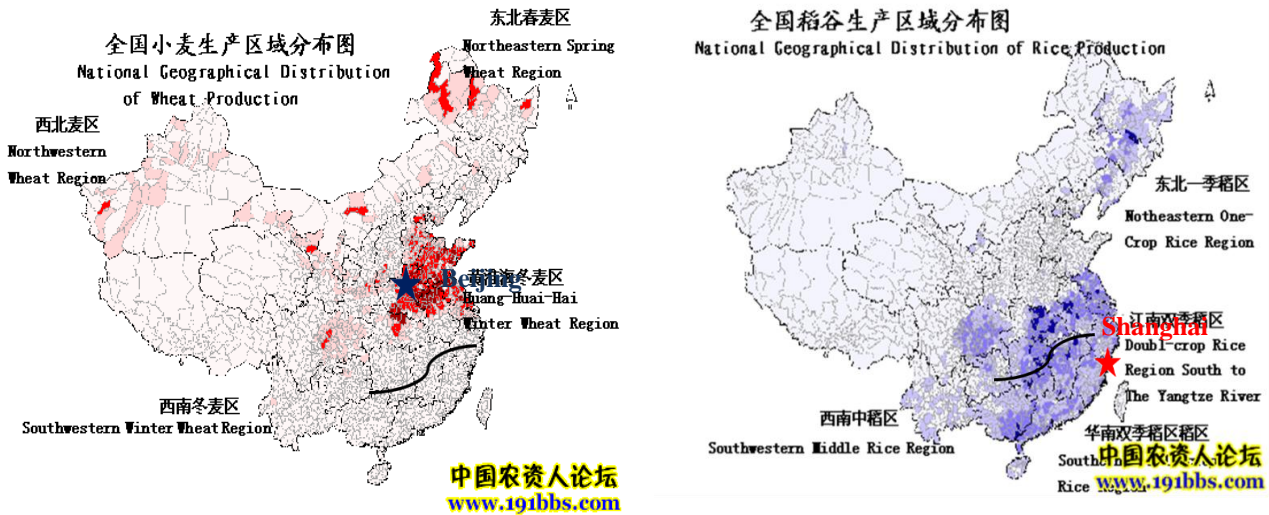 全国小麦生产区域分布图
National Geographical Distribution
of Wheat Production
东北春麦区
Northeastern Spring
Wheat Region
西北麦区
Northwestern
Wheat Region
Beijing
海冬麦区
Huang-Huai-Hai
Winter Wheat Region
西南冬麦区
Southwestern Winter Wheat Region
中国农资人论坛
www.191bbs.com
全国稻谷生产区域分布图
National Geographical Distribution of Rice Production
东北一季稻区
Notheastern One-
Crop Rice Region
江南双季稻区
Shanghai
Doubl-crop Rice
Region South to
The Yangtze River
西南中稻区
Southwestern Middle Rice Region
华南双季稻区稻区
Rice Region
中国农资人论坛
www.191bbs.com